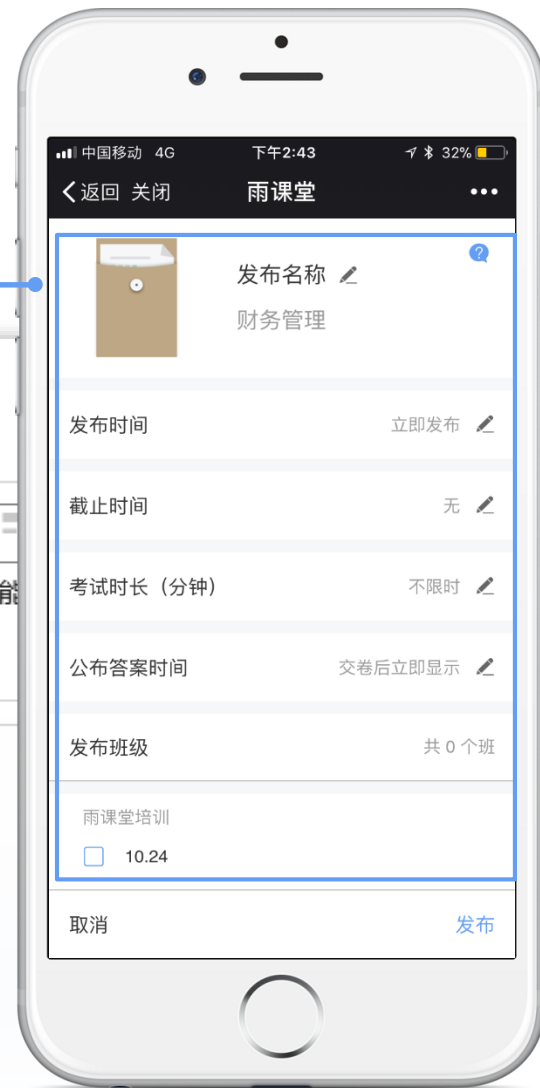 中国移动 4G 下午2:43 32%
返回 关闭 雨课堂
发布名称
财务管理
发布时间 立即发布
截止时间 无
能
考试时长（分钟） 不限时
公布答案时间 交卷后立即显示
发布班级 共 0 个班
雨课堂培训
10.24
取消 发布